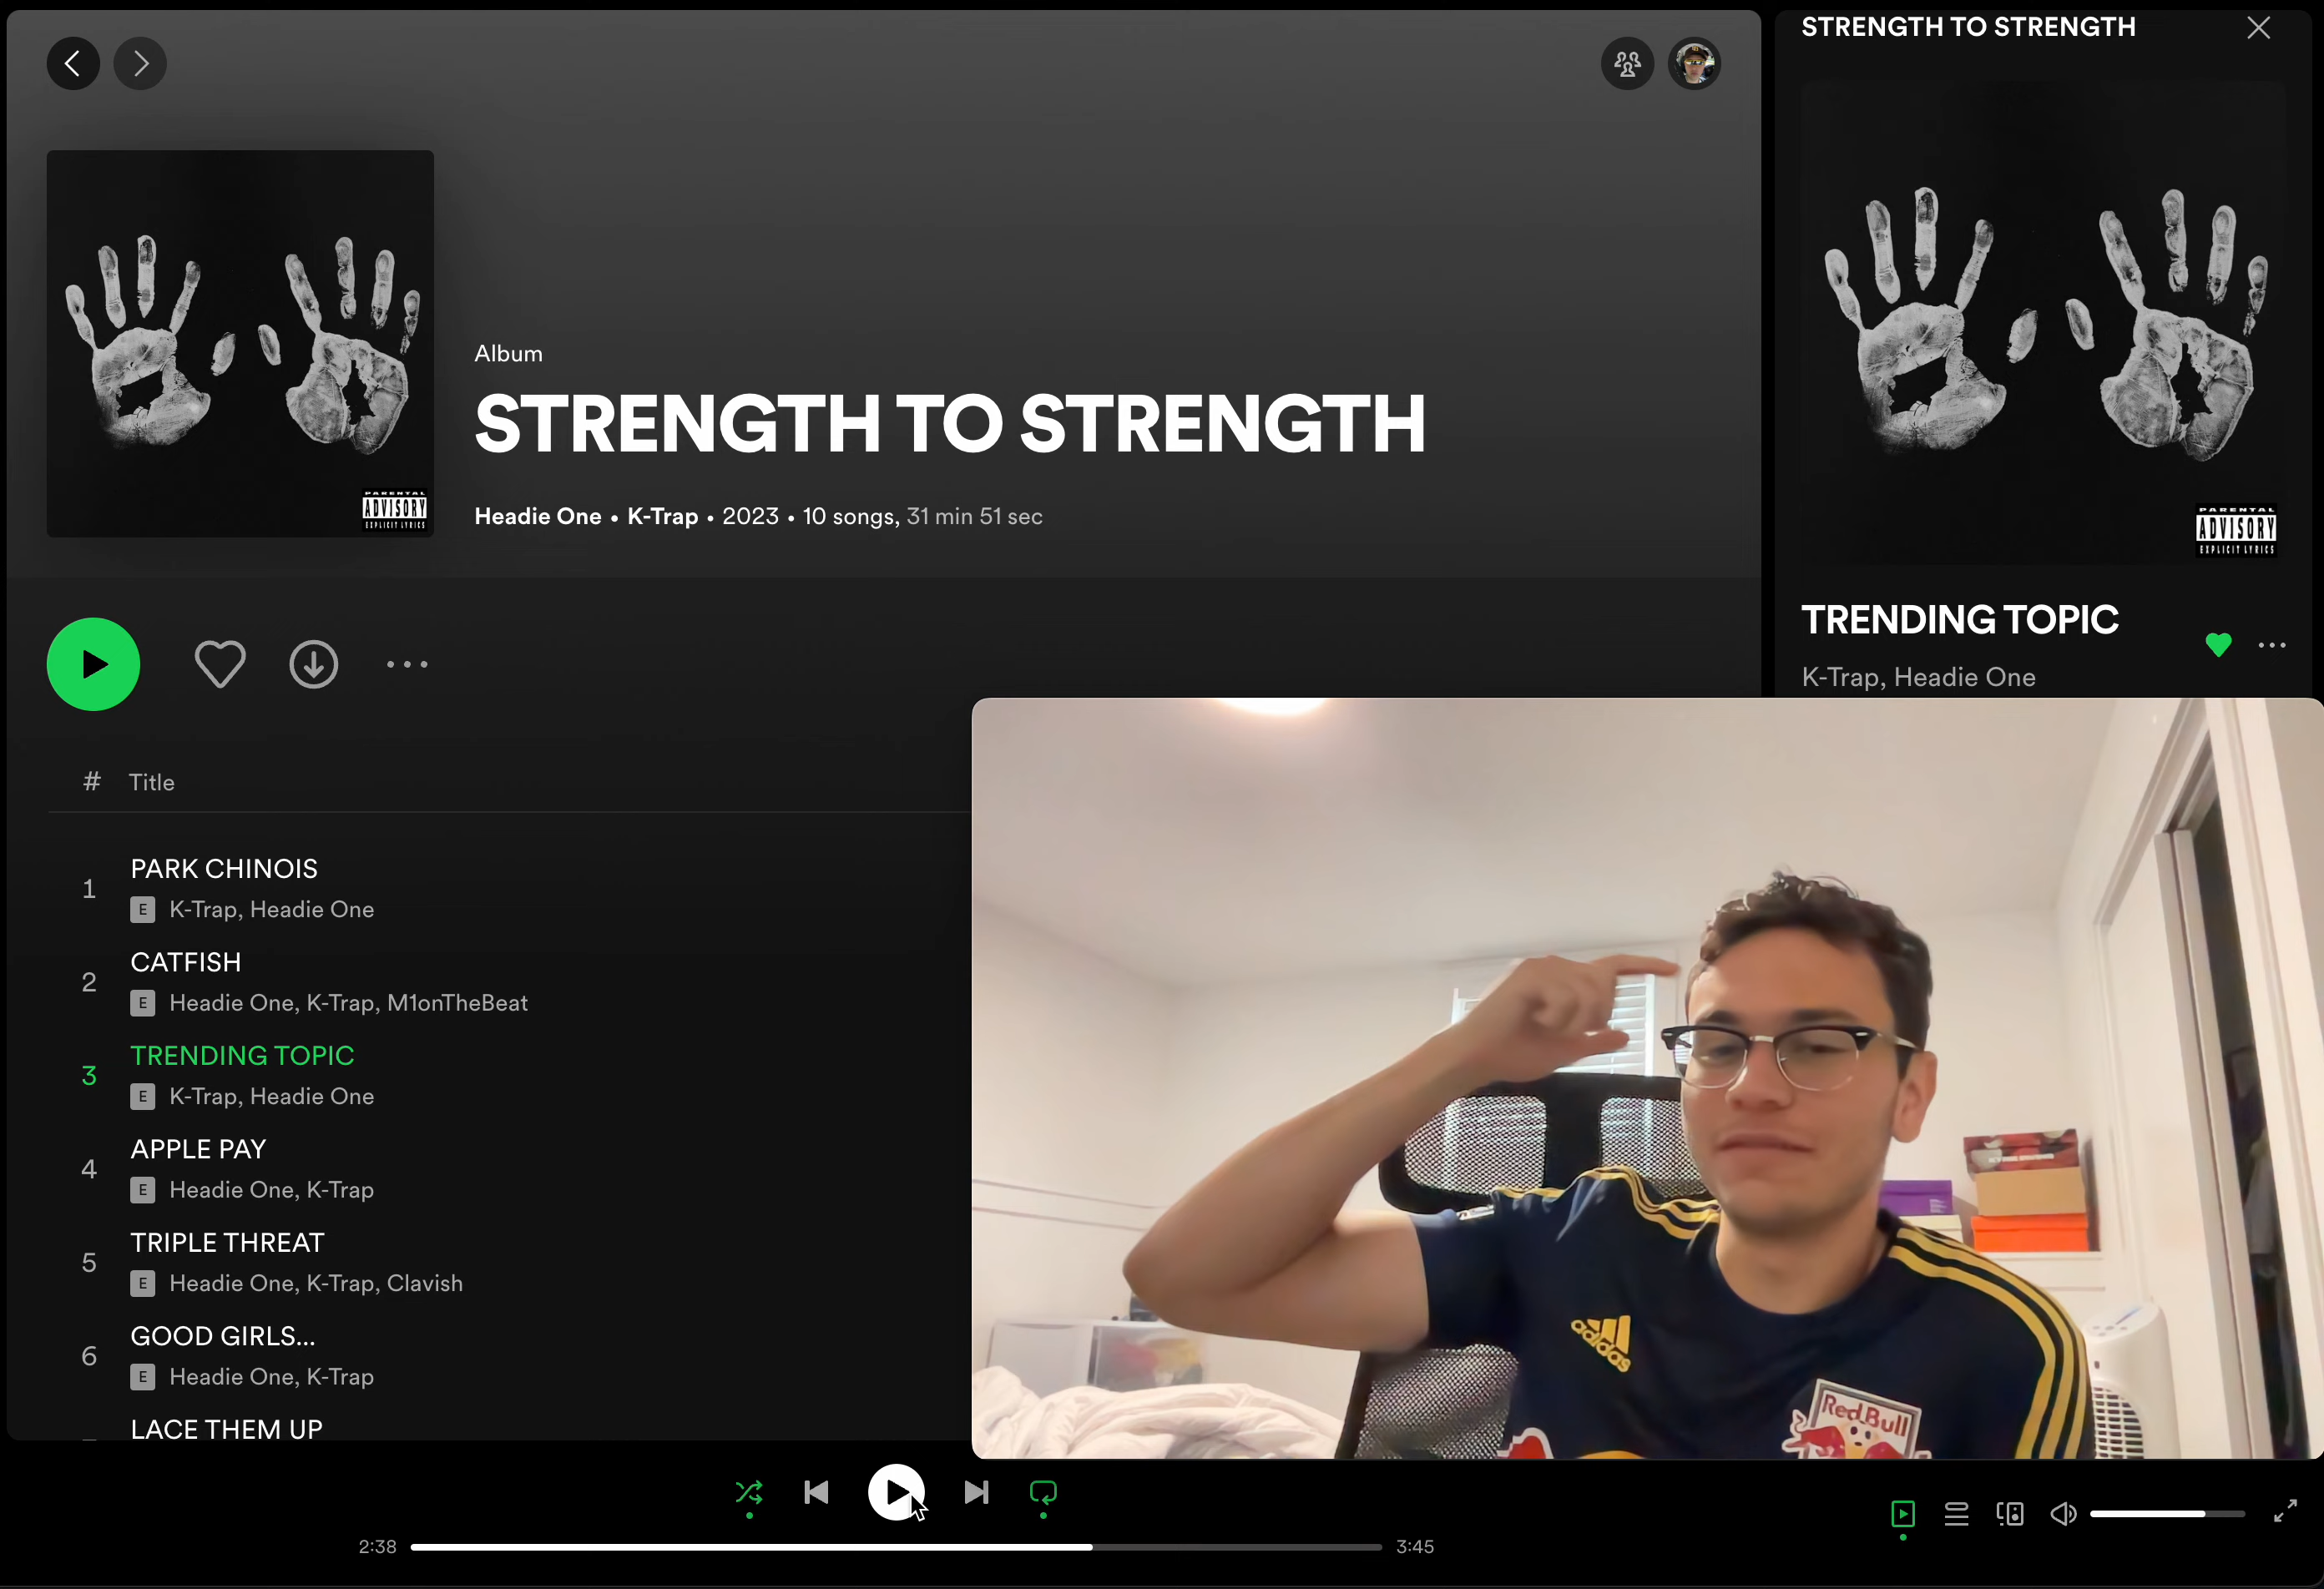 STRENGTH TO STRENGTH
PARENTAL
ADVISORY
EXPLICIT LYRICS
Album
STRENGTH TO STRENGTH
Headie One • K-Trap • 2023 • 10 songs, 31 min 51 sec
PARENTAL
ADVISORY
EXPLICIT LYRICS
TRENDING TOPIC
K-Trap, Headie One
# Title
1
PARK CHINOIS
E K-Trap, Headie One
2
CATFISH
E Headie One, K-Trap, M1onTheBeat
3
TRENDING TOPIC
E K-Trap, Headie One
4
APPLE PAY
E Headie One, K-Trap
5
TRIPLE THREAT
E Headie One, K-Trap, Clavish
6
GOOD GIRLS...
E Headie One, K-Trap
LACE THEM UP
adidas
Red Bull
2:38
3:45